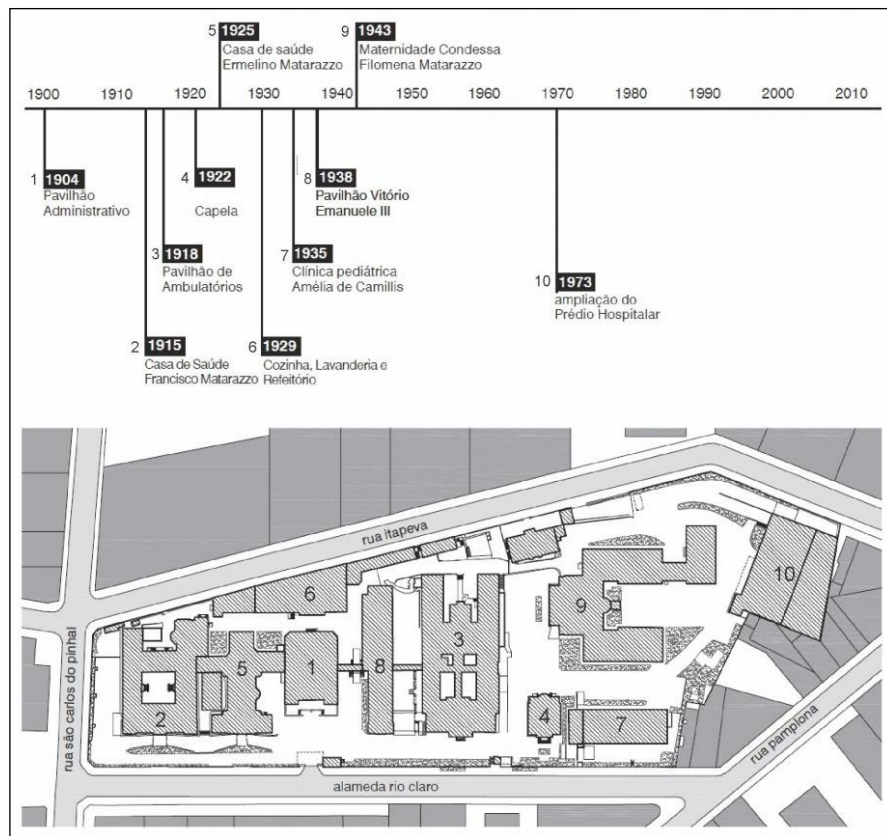 5 1925
Casa de saúde
Ermelino Matarazzo
9 1943
Maternidade Condessa
Filomena Matarazzo
1900 1910 1920 1930 1940 1950 1960 1970 1980 1990 2000 2010
1 1904
Pavilhão
Administrativo
4 1922
Capela
8 1938
Pavilhão Vitório
Emanuele III
3 1918
Pavilhão de
Ambulatórios
7 1935
Clínica pediátrica
Amélia de Camillis
10 1973
ampliação do
Prédio Hospitalar
2 1915
Casa de Saúde
Francisco Matarazzo
6 1929
Cozinha, Lavanderia e
Refeitório
rua itapeva
rua são carlos do pinhal
6
10
9
3
1
5
8
2
4
7
rua pamplona
alameda rio claro